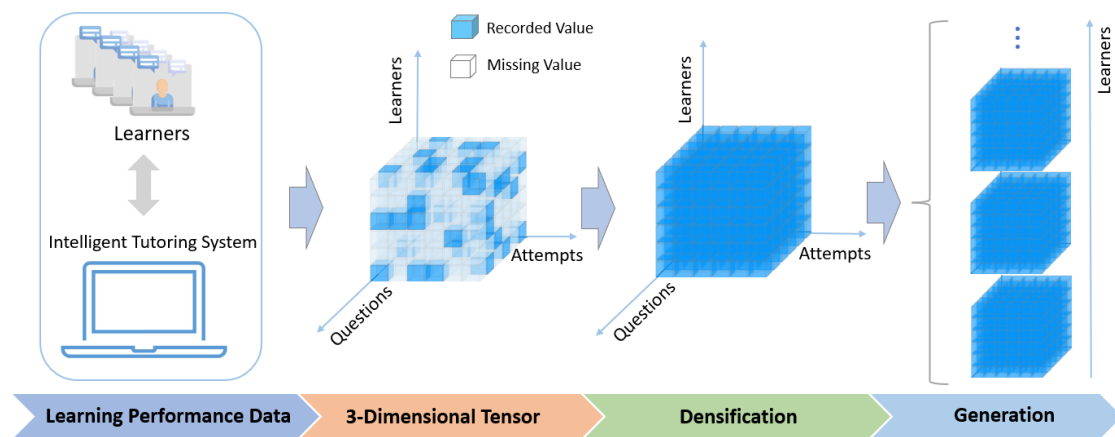 Recorded Value
Missing Value
Learners
Intelligent Tutoring System
Learners
Attempts
Questions
Learners
Attempts
Questions
Learners
Learning Performance Data
3-Dimensional Tensor
Densification
Generation